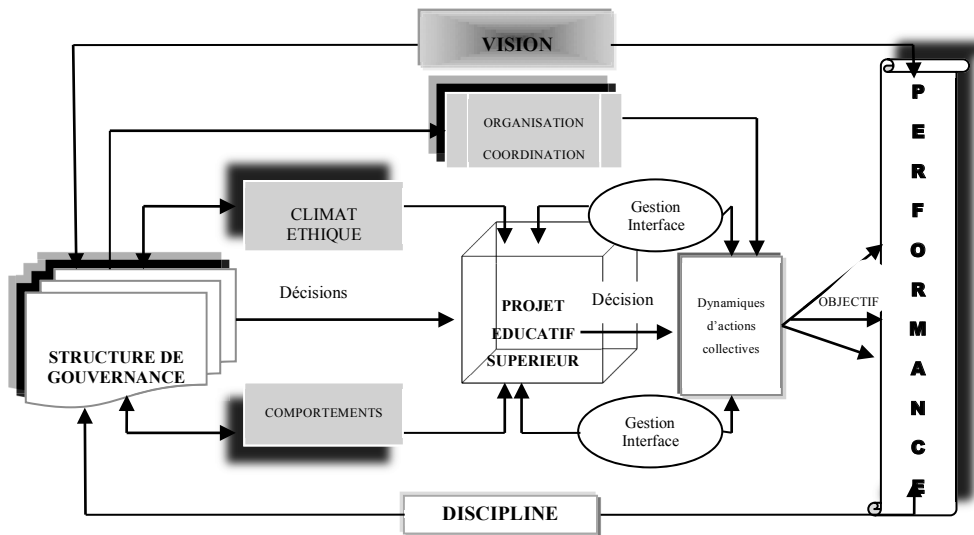 VISION
ORGANISATION
COORDINATION
CLIMAT
ETHIQUE
Gestion
Interface
Décisions
PROJET
EDUCATIF
SUPERIEUR
Décision
Dynamiques
d'actions
collectives
OBJECTIF
STRUCTURE DE
GOUVERNANCE
COMPORTEMENTS
Gestion
Interface
DISCIPLINE
P
E
R
F
O
R
M
A
N
C
E